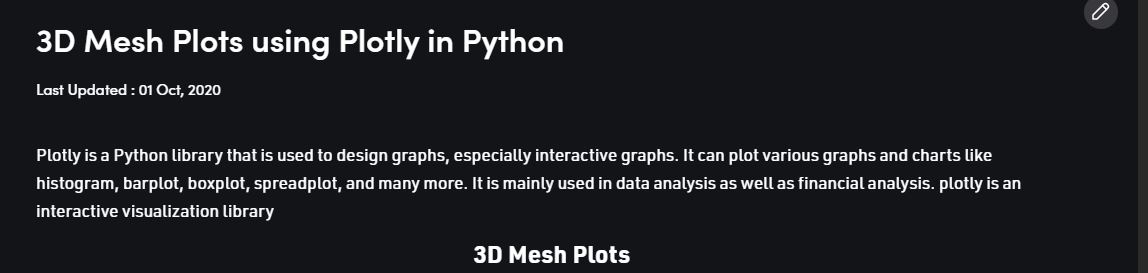 3D Mesh Plots using Plotly in Python
Last Updated : 01 Oct, 2020
Plotly is a Python library that is used to design graphs, especially interactive graphs. It can plot various graphs and charts like
histogram, barplot, boxplot, spreadplot, and many more. It is mainly used in data analysis as well as financial analysis. plotly is an
interactive visualization library
3D Mesh Plots